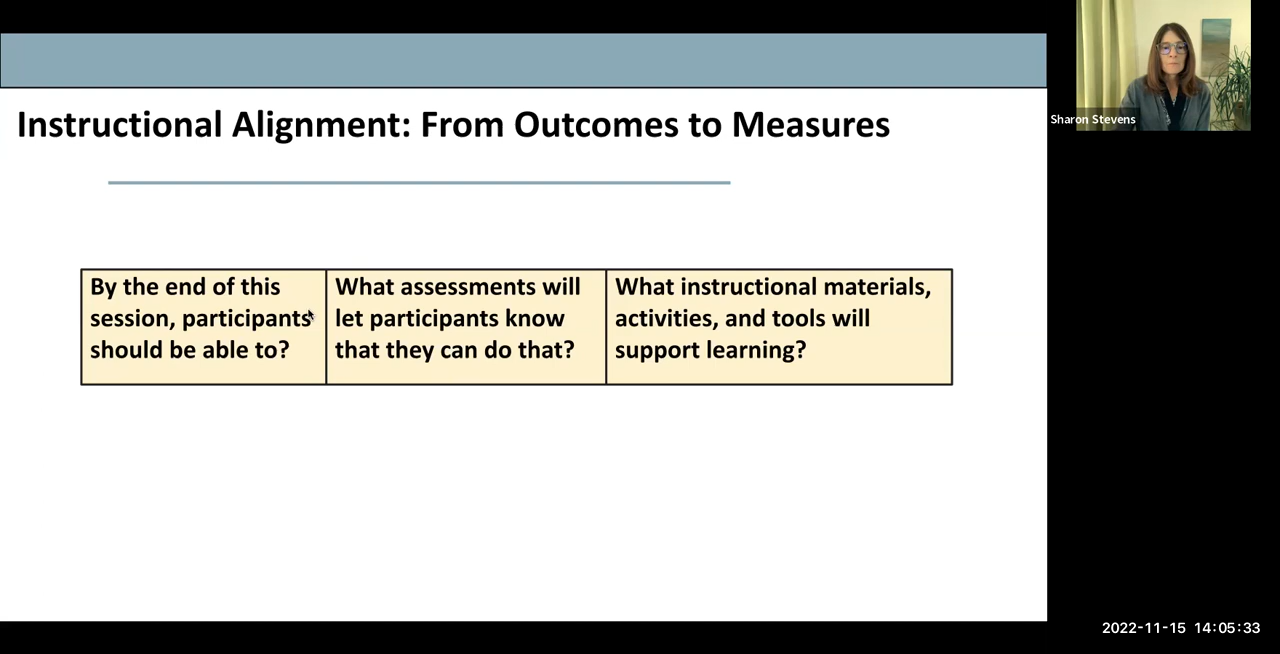 Instructional Alignment: From Outcomes to Measures
By the end of this
session, participants
should be able to?
What assessments will
let participants know
that they can do that?
What instructional materials,
activities, and tools will
support learning?
Sharon Stevens
2022-11-15 14:05:33